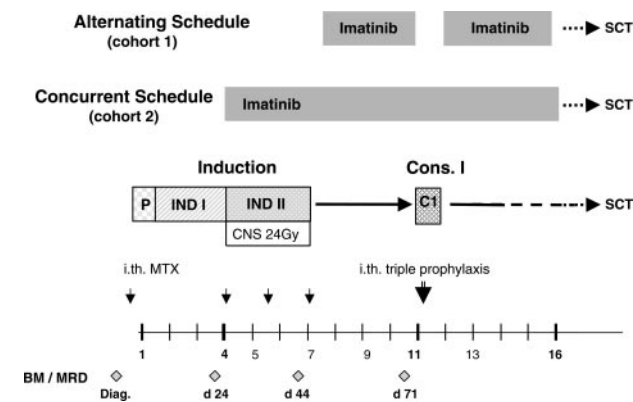 Alternating Schedule
(cohort 1)
Imatinib Imatinib SCT
Concurrent Schedule
(cohort 2)
Imatinib SCT
Induction Cons. I
P IND I IND II C1 SCT
CNS 24Gy
i.th. MTX i.th. triple prophylaxis
1 4 5 7 9 11 13 16
BM / MRD
Diag. d 24 d 44 d 71